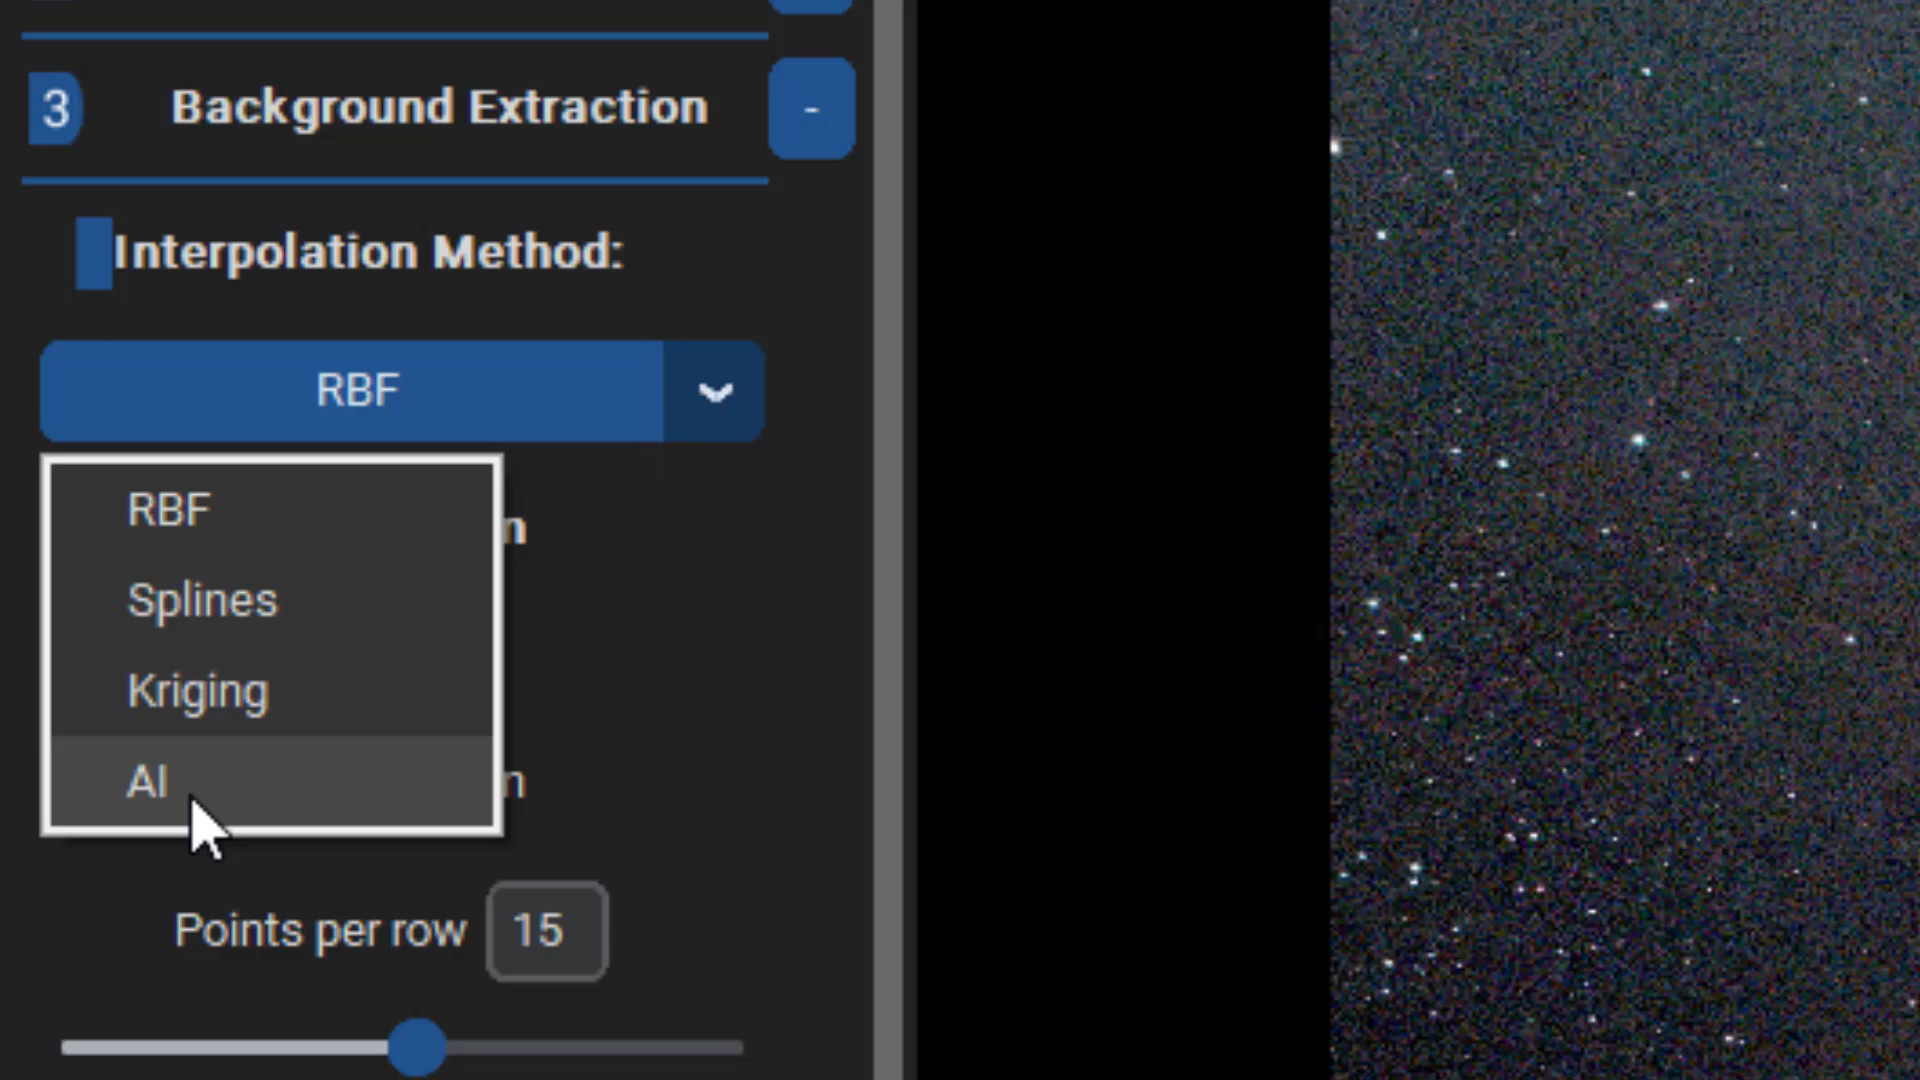 3 Background Extraction -
Interpolation Method:
RBF
RBF
n
Splines
Kriging
AI
n
Points per row 15